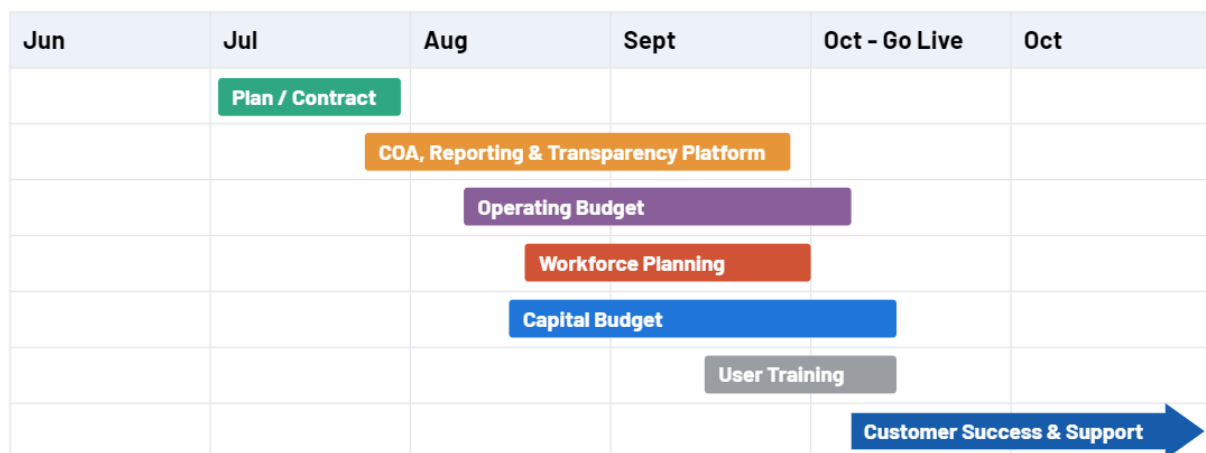 Jun Jul Aug Sept Oct - Go Live Oct
Plan / Contract
COA, Reporting & Transparency Platform
Operating Budget
Workforce Planning
Capital Budget
User Training
Customer Success & Support